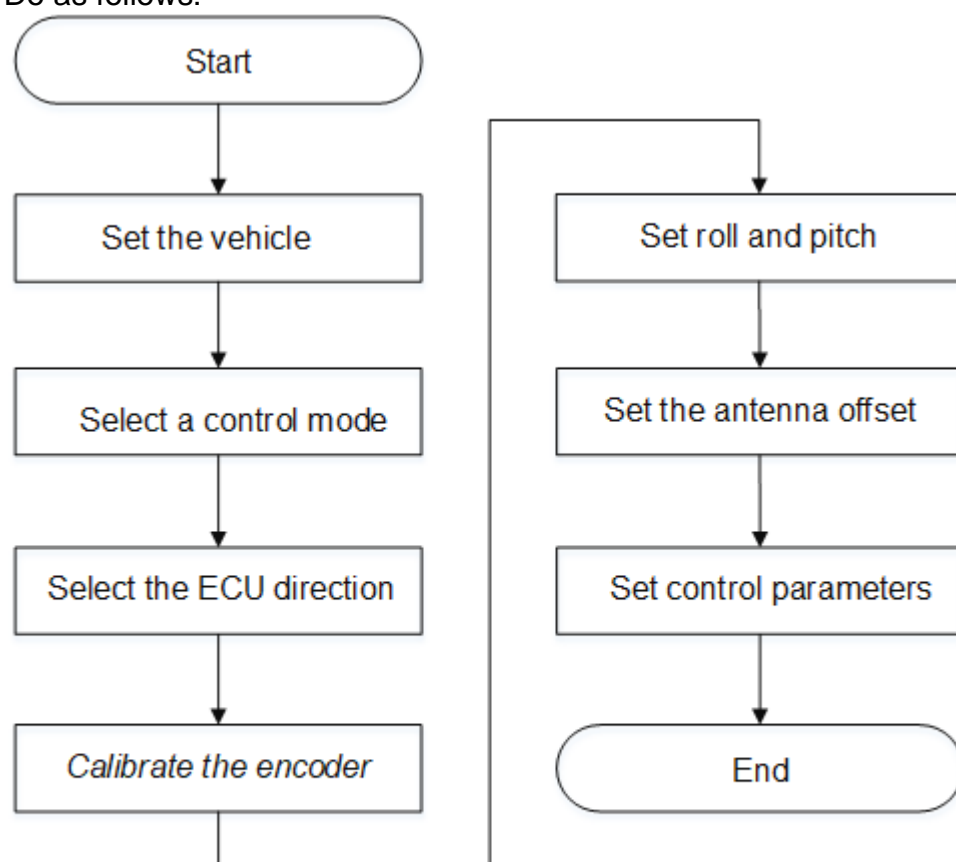 Do as follows:
Start
Set the vehicle
Select a control mode
Select the ECU direction
Calibrate the encoder
Set roll and pitch
Set the antenna offset
Set control parameters
End